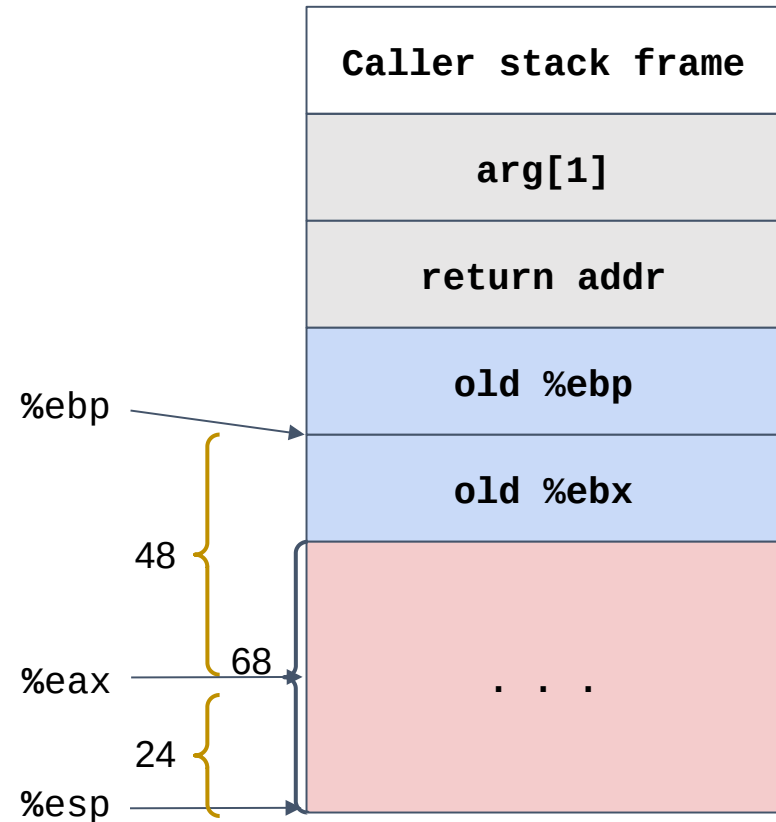 Caller stack frame
arg[1]
return addr
old %ebp
%ebp
old %ebx
48
68
%eax
. . .
24
%esp